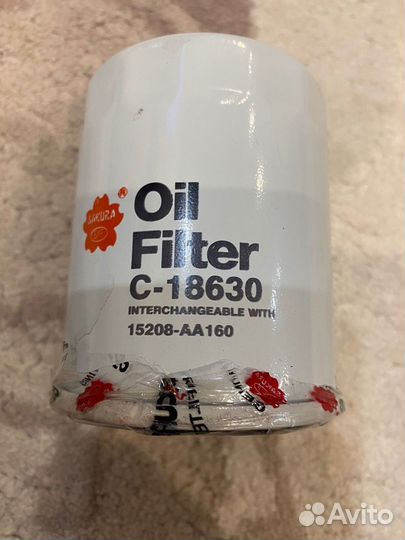 SAKURA
®
Oil
Filter
C-18630
INTERCHANGEABLE WITH
15208-AA160
Avito